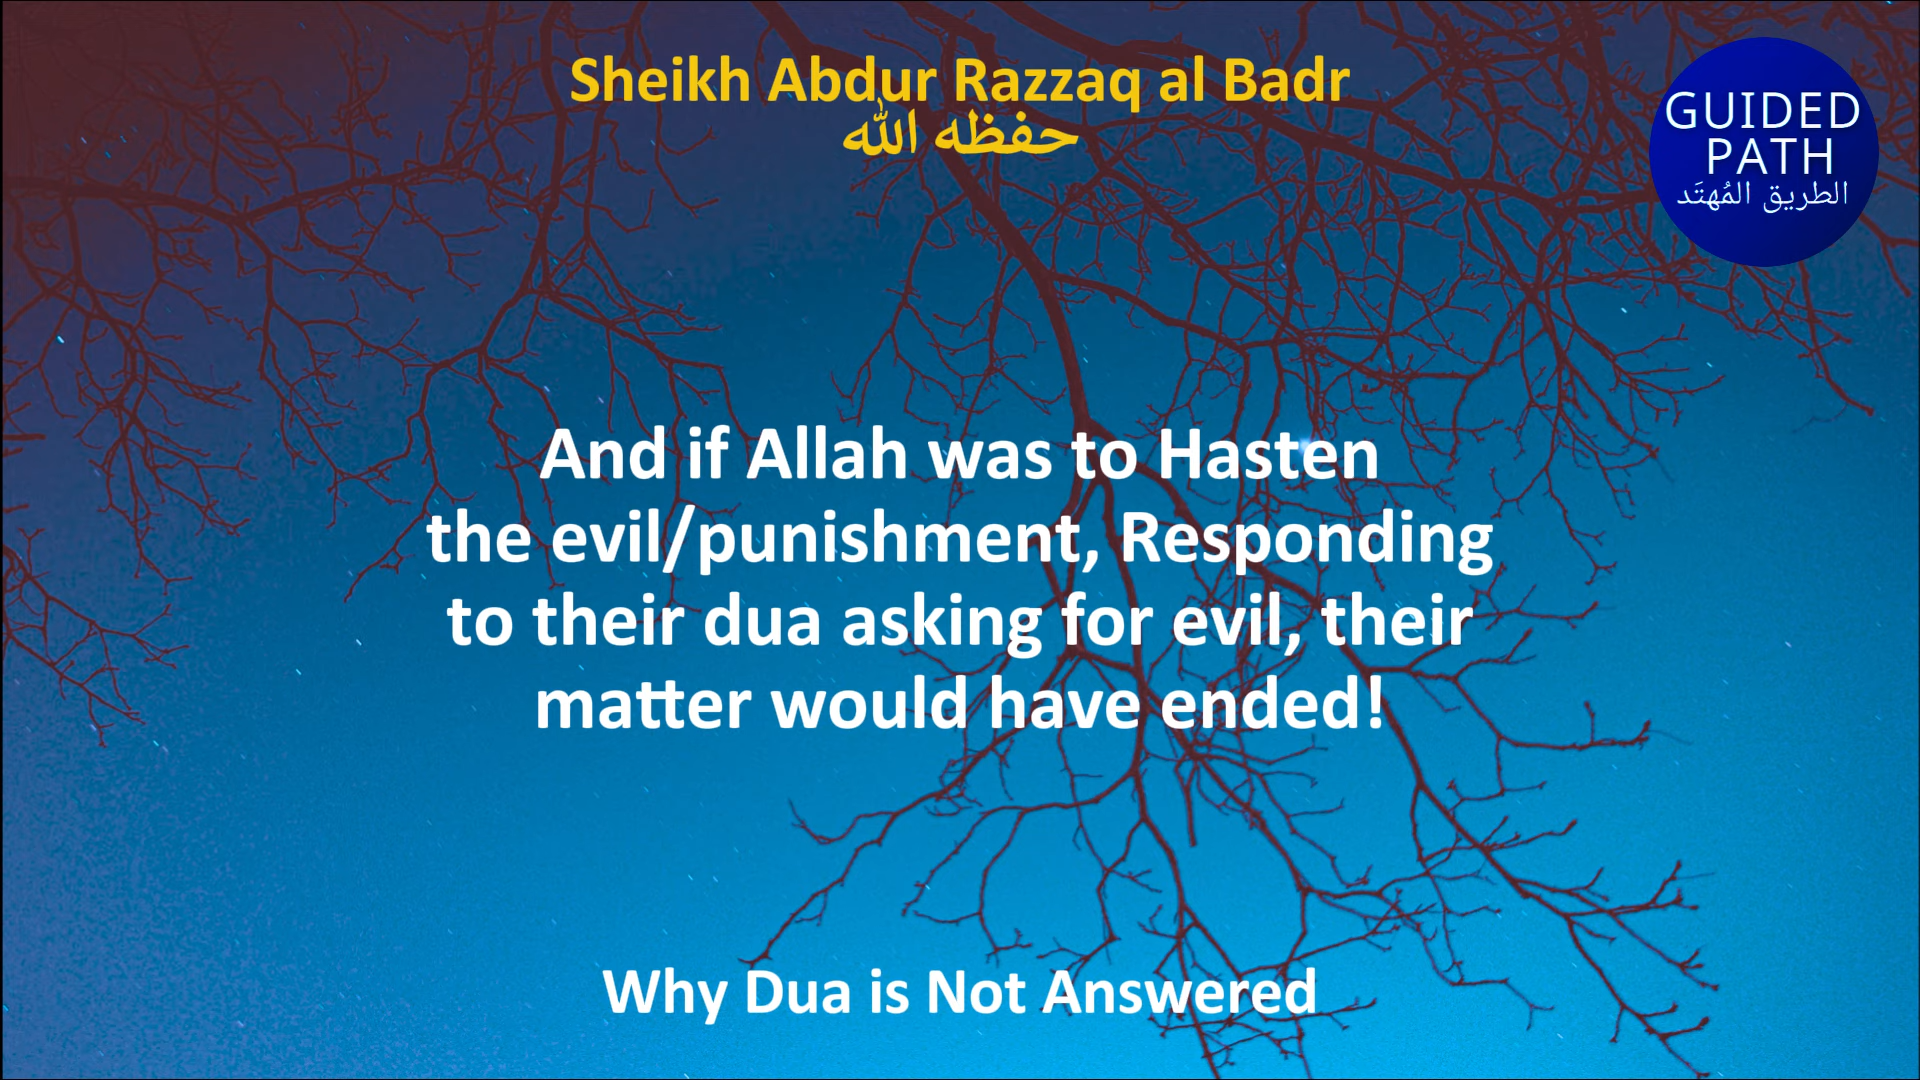 Sheikh Abdur Razzaq al Badr
حفظه الله
GUIDED
PATH
الطريق المُهتَد
And if Allah was to Hasten
the evil/punishment, Responding
to their dua asking for evil, their
matter would have ended!
Why Dua is Not Answered